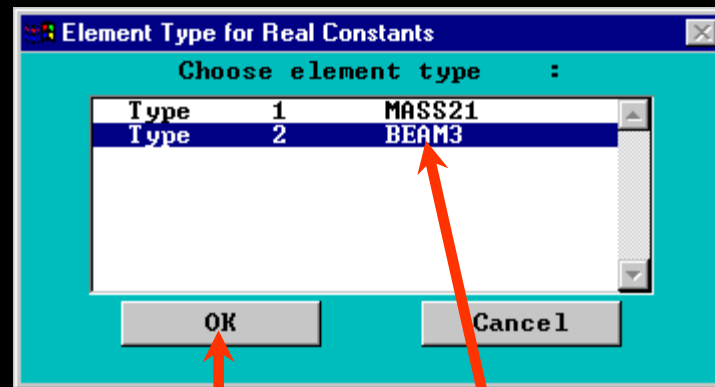 Element Type for Real Constants
Choose element type :
Type 1 MASS21
Type 2 BEAM3
OK Cancel